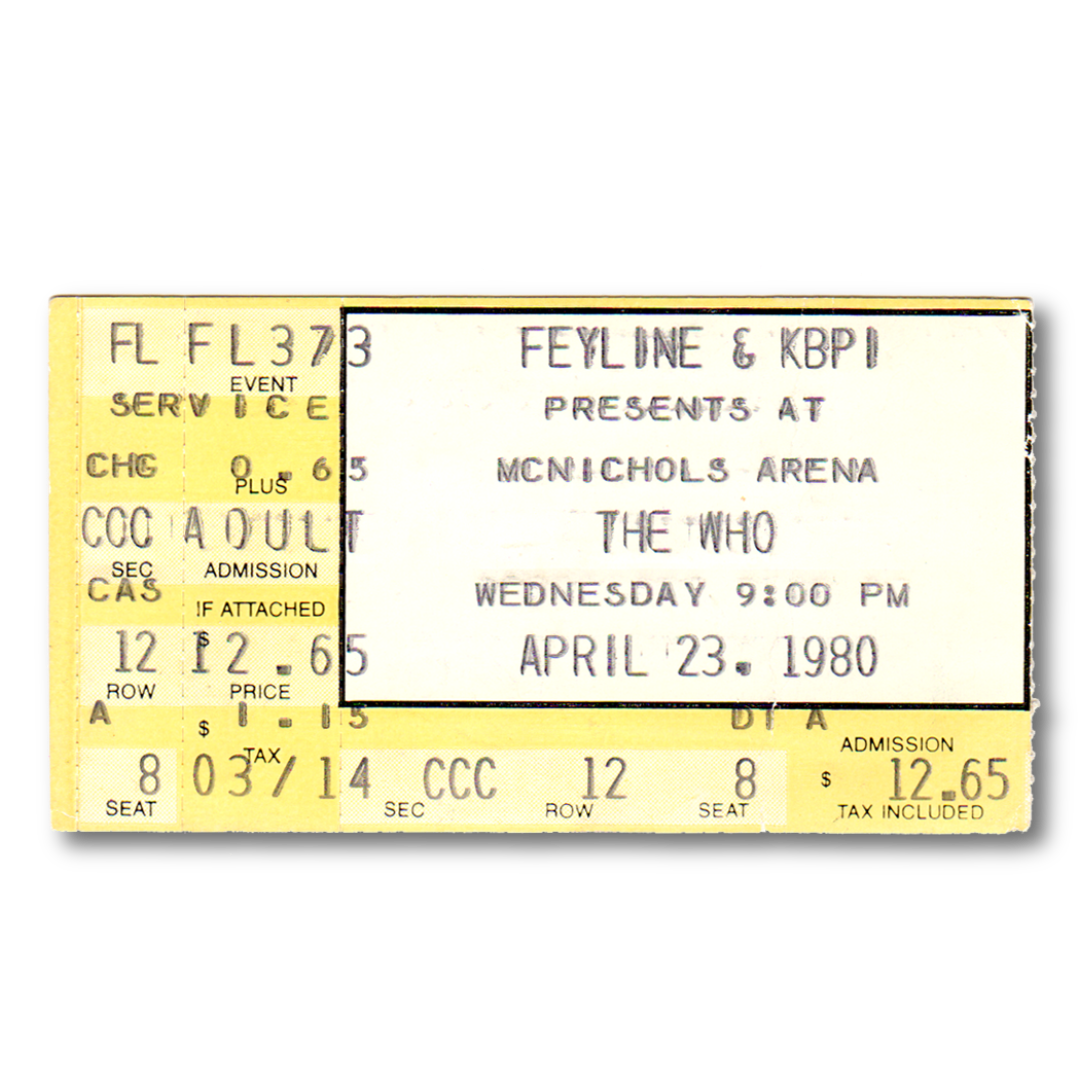 FL FL373 FEYLINE & KBPI
EVENT
SERVICE PRESENTS AT
CHG 0.65 MCNICHOLS ARENA
PLUS
CCC ADULT THE WHO
SEC ADMISSION
CAS WEDNESDAY 9:00 PM
IF ATTACHED
12 $12.65 APRIL 23. 1980
ROW PRICE
A $ 1.15 A
TAX ADMISSION
8 03/14 CCC 12 8 $ 12.65
SEAT SEC ROW SEAT TAX INCLUDED